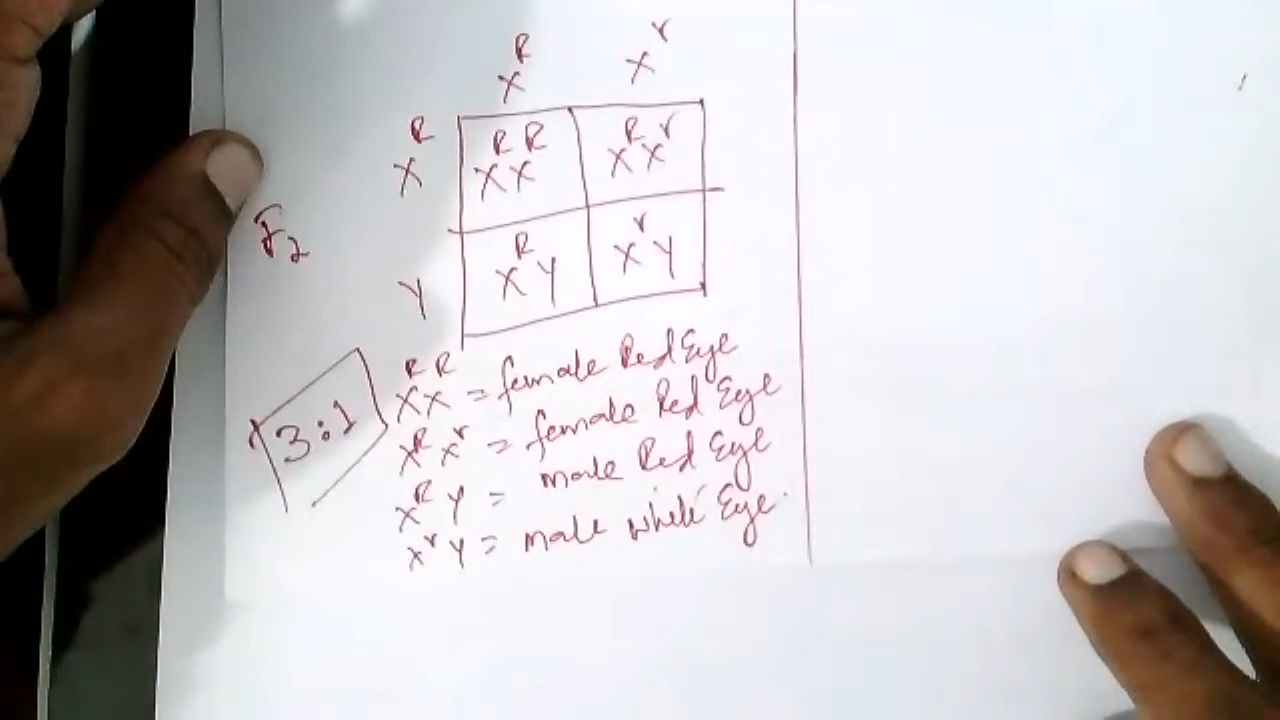 X^R X^r
X^R X^R X^R X^R X^r
F₂
Y X^R Y X^r Y
3:1
X^R X^R = female Red Eye
X^R X^r = female Red Eye
X^R Y = male Red Eye
X^r Y = male white Eye.